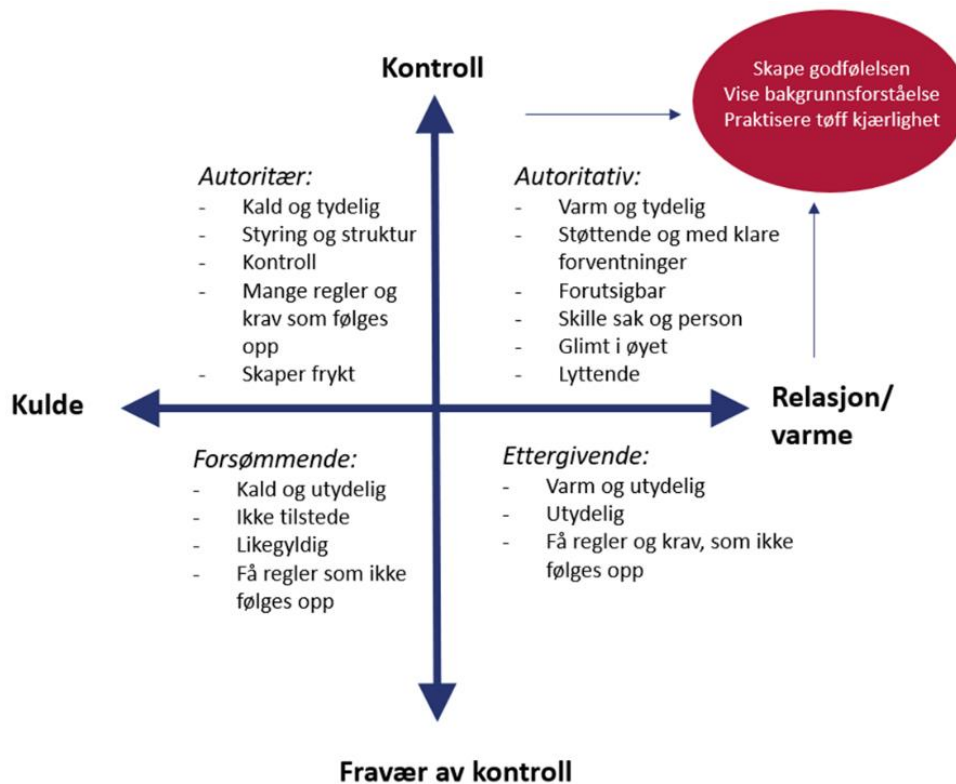 Kontroll
Skape godfølelsen
Vise bakgrunnsforståelse
Praktisere tøff kjærlighet
Autoritær:
- Kald og tydelig
- Styring og struktur
- Kontroll
- Mange regler og
krav som følges
opp
- Skaper frykt
Autoritativ:
- Varm og tydelig
- Støttende og med klare
forventninger
- Forutsigbar
- Skille sak og person
- Glimt i øyet
- Lyttende
Kulde
Relasjon/
varme
Forsømmende:
- Kald og utydelig
- Ikke tilstede
- Likegyldig
- Få regler som ikke
følges opp
Ettergivende:
- Varm og utydelig
- Utydelig
- Få regler og krav, som ikke
følges opp
Fravær av kontroll